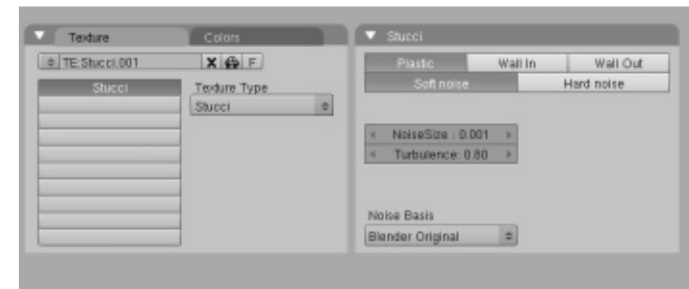 Texture
Colors
TE:Stucci.001
X
F
Stucci
Texture Type
Stucci
Stucci
Plastic
Wall In
Wall Out
Soft noise
Hard noise
NoiseSize : 0.001
Turbulence: 0.80
Noise Basis
Blender Original